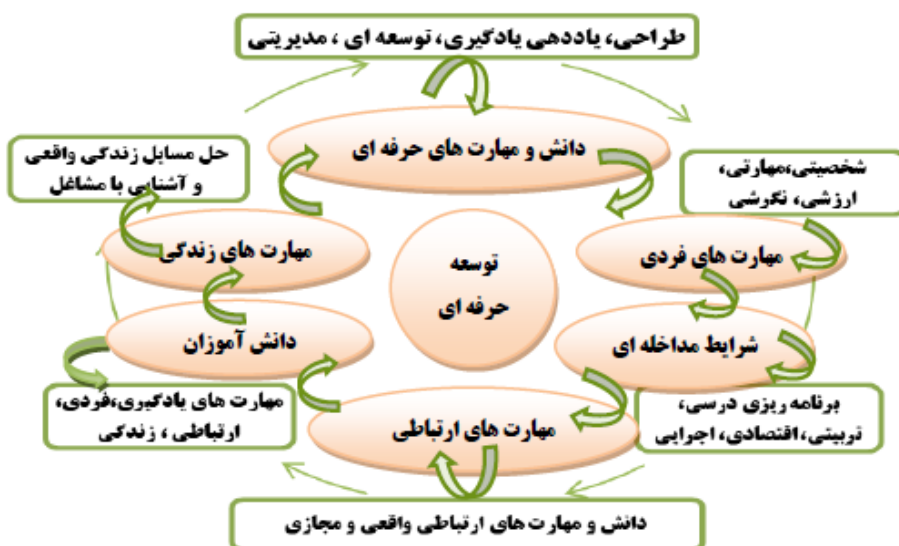 طراحی، یاددهی یادگیری، توسعه ای ، مدیریتی
دانش و مهارت های حرفه ای
حل مسایل زندگی واقعی
و آشنایی با مشاغل
شخصیتی،مهارتی،
ارزشی، نگرشی
مهارت های زندگی
توسعه
حرفه ای
مهارت های فردی
دانش آموزان
شرایط مداخله ای
مهارت های یادگیری،فردی،
ارتباطی ، زندگی
مهارت های ارتباطی
برنامه ریزی درسی،
تربیتی،اقتصادی، اجرایی
دانش و مهارت های ارتباطی واقعی و مجازی